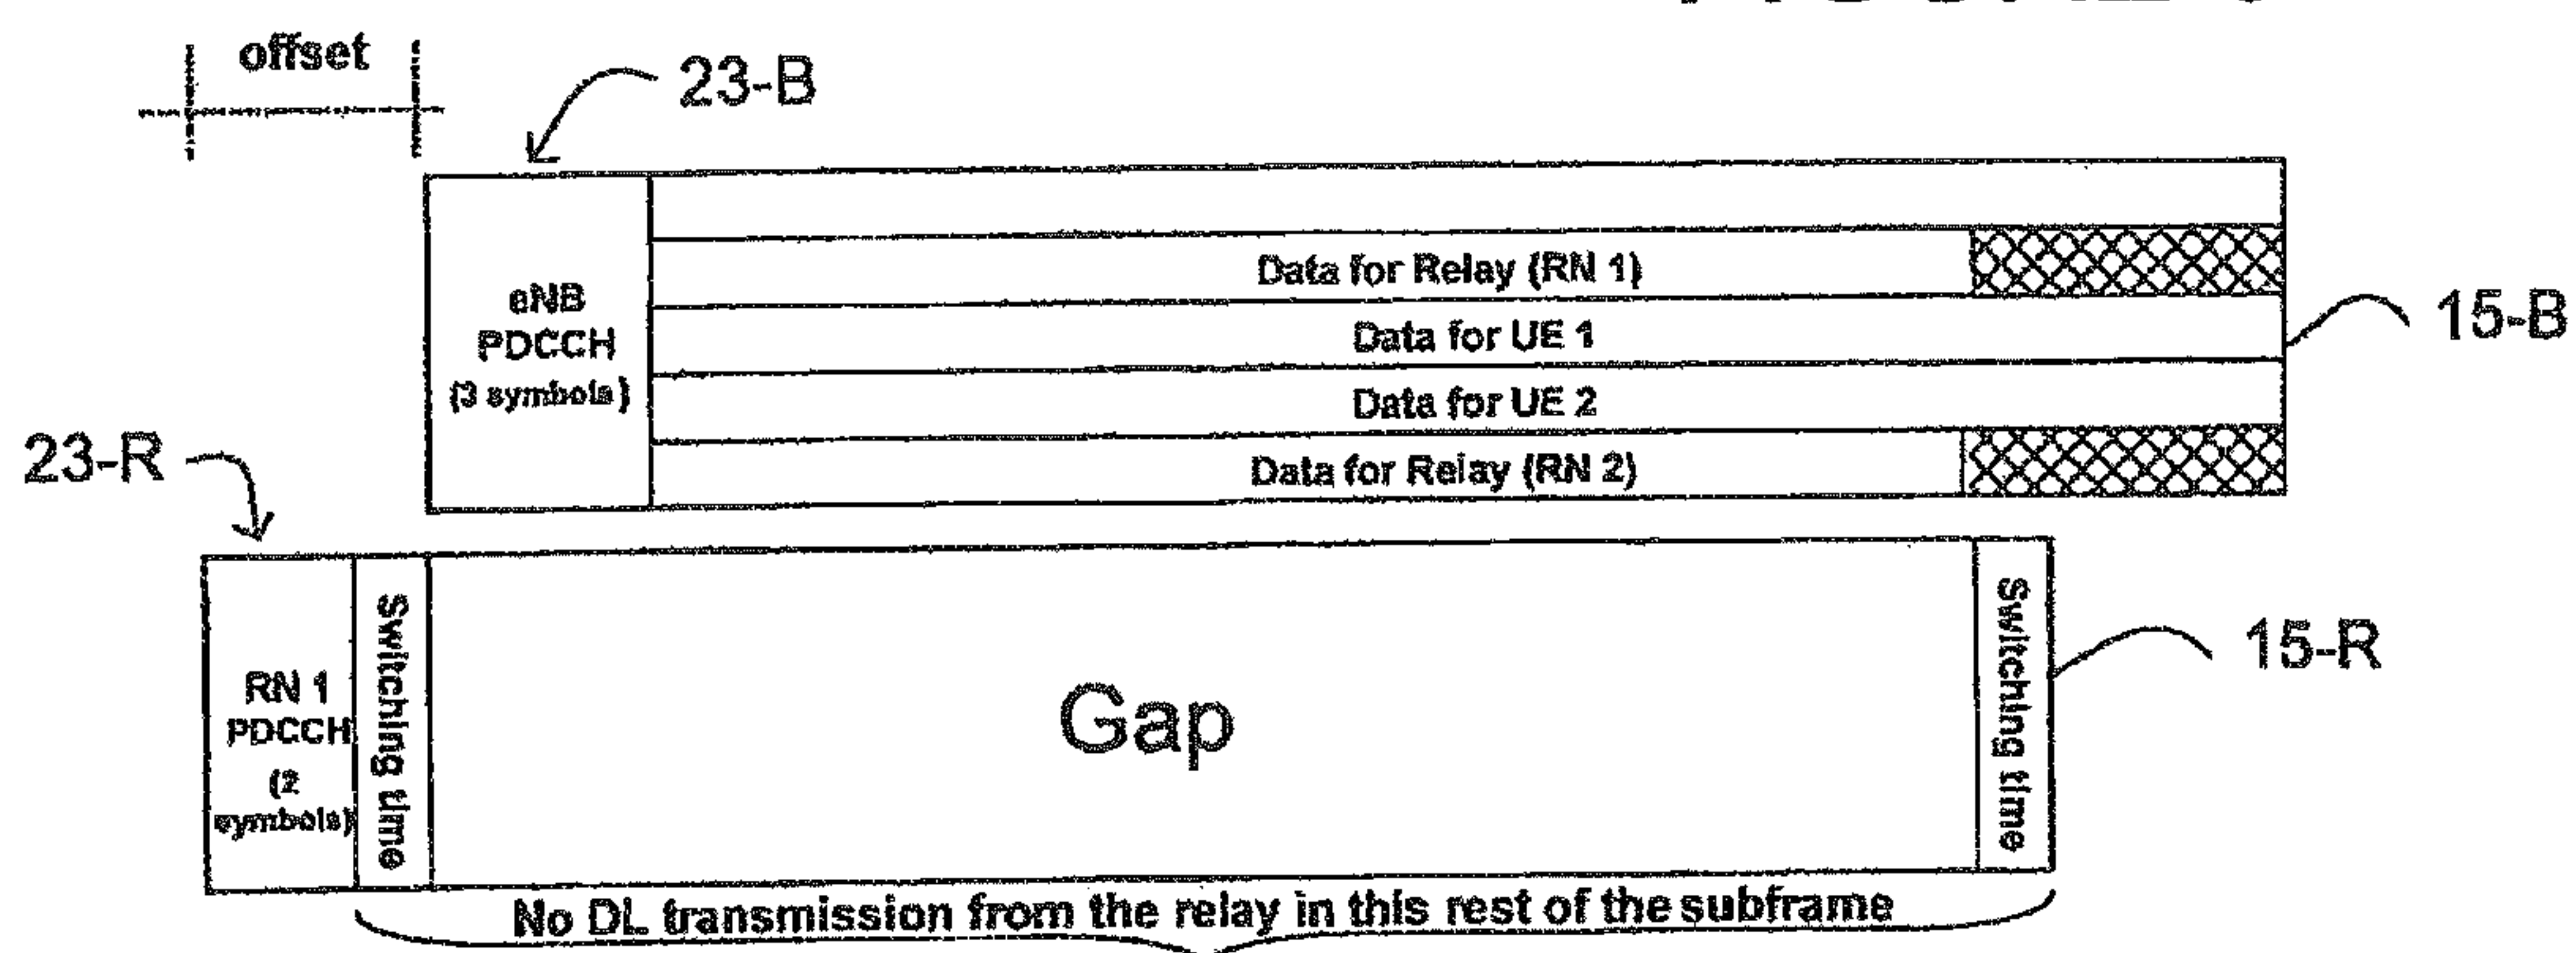 offset
23-B
eNB
PDCCH
(3 symbols)
Data for Relay (RN 1)
Data for UE 1
Data for UE 2
Data for Relay (RN 2)
15-B
23-R
RN 1
PDCCH
(2
symbols)
Switching time
Gap
Switching time
15-R
No DL transmission from the relay in this rest of the subframe